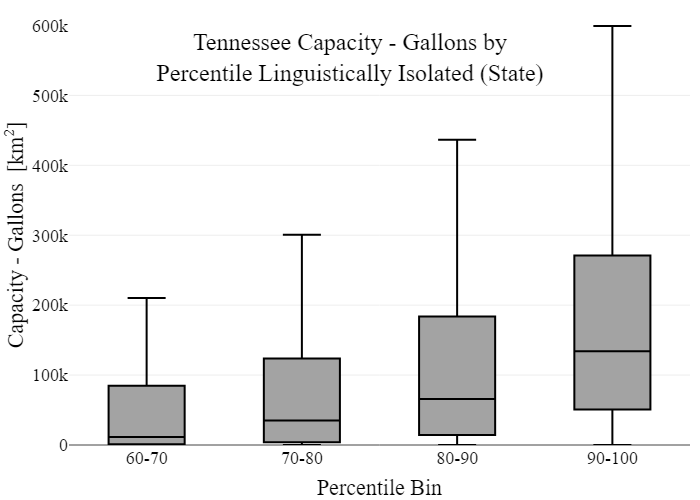 Tennessee Capacity - Gallons by
Percentile Linguistically Isolated (State)
Capacity - Gallons [km²]
600k
500k
400k
300k
200k
100k
0
60-70 70-80 80-90 90-100
Percentile Bin